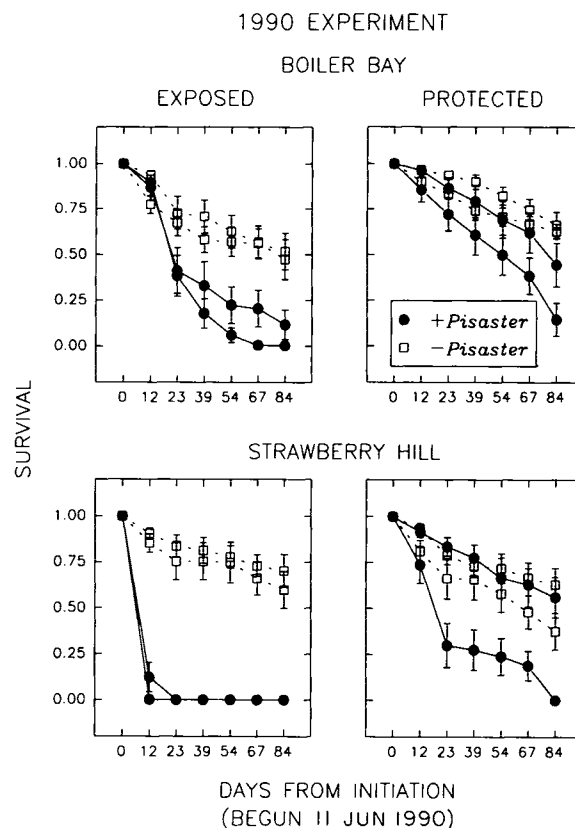 1990 EXPERIMENT
BOILER BAY
EXPOSED
PROTECTED
1.00
0.75
0.50
0.25
0.00
0 12 23 39 54 67 84
0 12 23 39 54 67 84
+Pisaster
-Pisaster
SURVIVAL
STRAWBERRY HILL
1.00
0.75
0.50
0.25
0.00
0 12 23 39 54 67 84
0 12 23 39 54 67 84
DAYS FROM INITIATION
(BEGUN 11 JUN 1990)